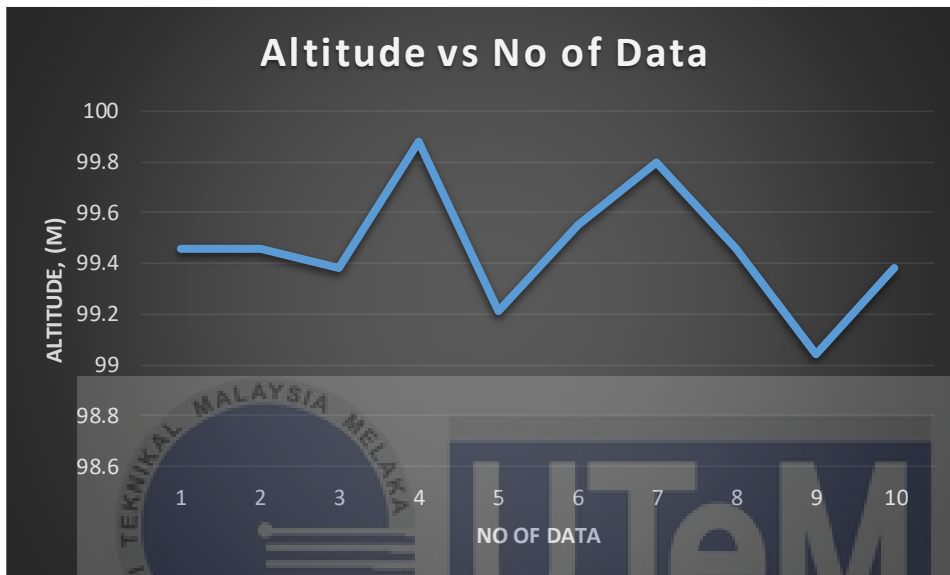 Altitude vs No of Data
ALTITUDE, (M)
100
99.8
99.6
99.4
99.2
99
98.8
98.6
1 2 3 4 5 6 7 8 9 10
NO OF DATA
TEKNIKAL MALAYSIA MELAKA
UTeM